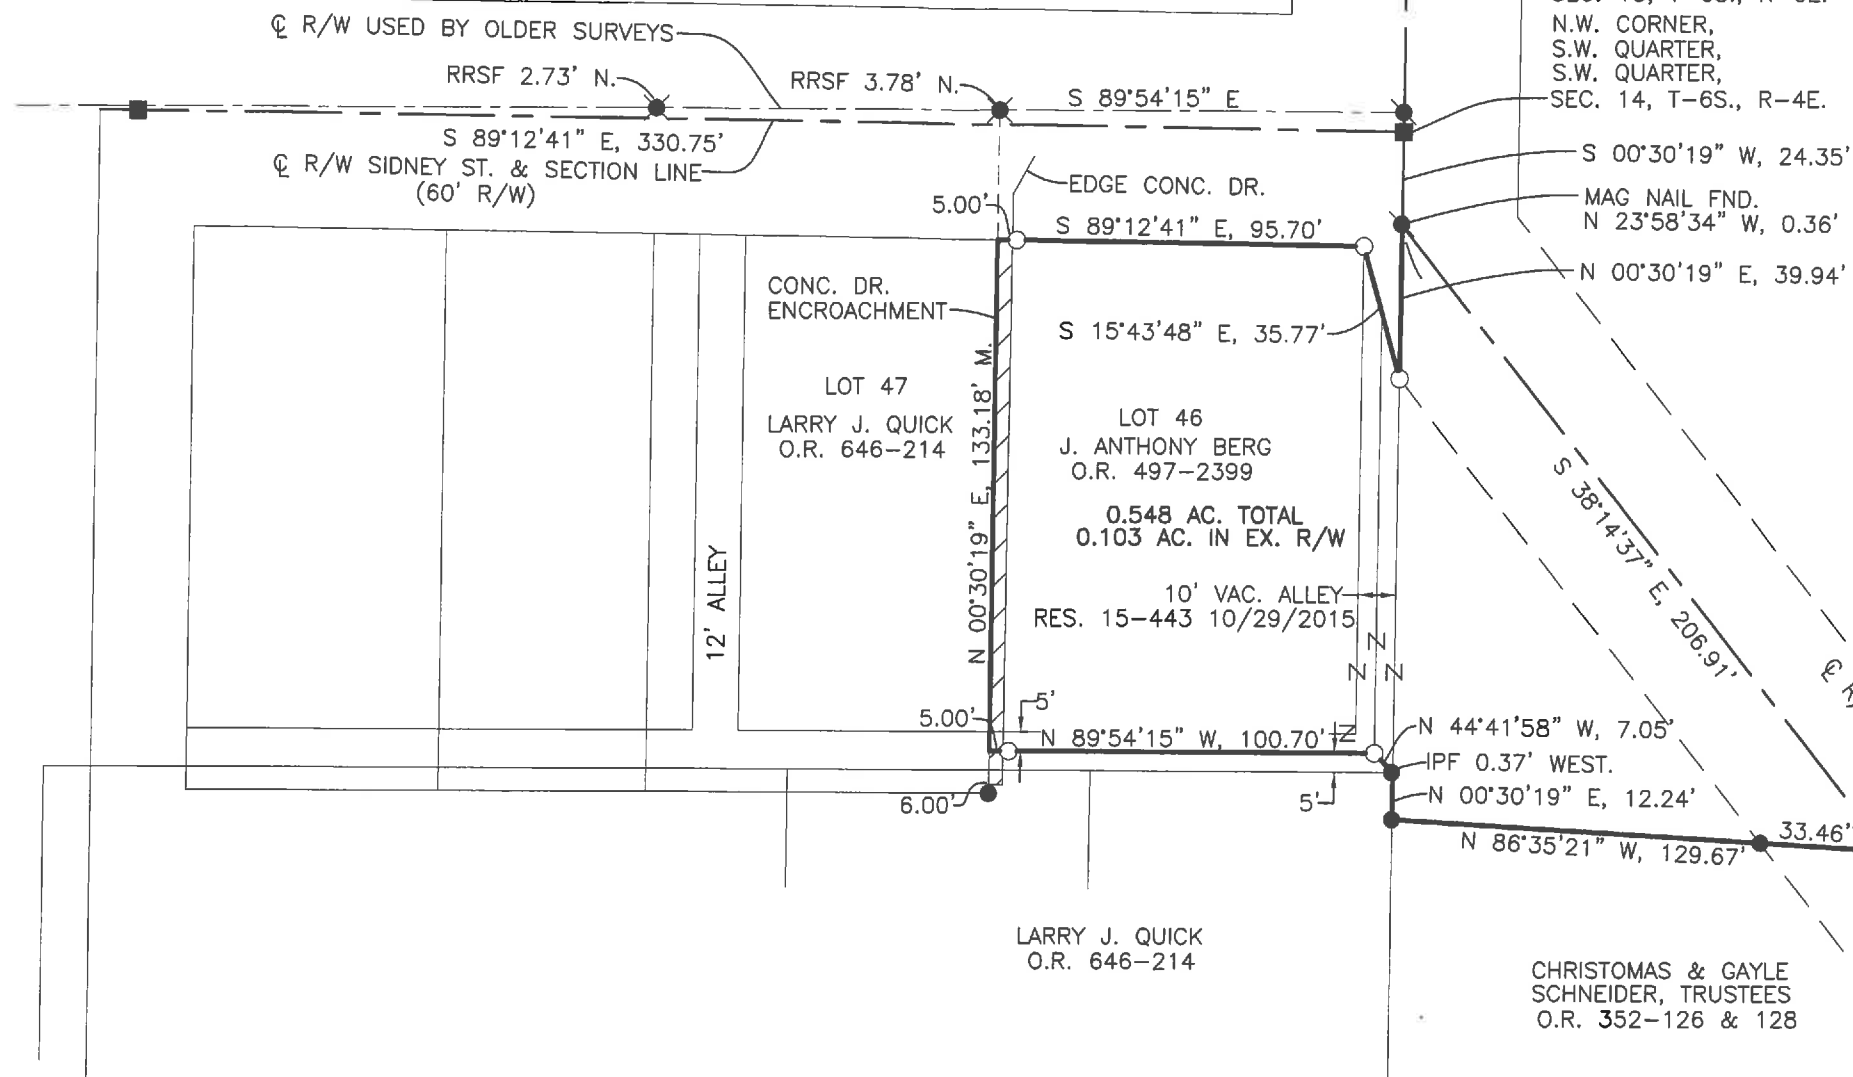 ℄ R/W USED BY OLDER SURVEYS
RRSF 2.73' N.
RRSF 3.78' N.
S 89°54'15" E
N.W. CORNER,
S.W. QUARTER,
S.W. QUARTER,
SEC. 14, T-6S., R-4E.
S 89°12'41" E, 330.75'
℄ R/W SIDNEY ST. & SECTION LINE
(60' R/W)
S 00°30'19" W, 24.35'
EDGE CONC. DR.
5.00'
MAG NAIL FND.
N 23°58'34" W, 0.36'
S 89°12'41" E, 95.70'
N 00°30'19" E, 39.94'
CONC. DR.
ENCROACHMENT
S 15°43'48" E, 35.77'
LOT 47
LARRY J. QUICK
O.R. 646-214
N 00°30'19" E, 133.18' M.
LOT 46
J. ANTHONY BERG
O.R. 497-2399
0.548 AC. TOTAL
0.103 AC. IN EX. R/W
S 38°14'37" E, 206.91'
12' ALLEY
10' VAC. ALLEY
RES. 15-443 10/29/2015
Z
Z
Z
Z
℄
5'
5.00'
N 89°54'15" W, 100.70'
N 44°41'58" W, 7.05'
IPF 0.37' WEST.
6.00'
5'
N 00°30'19" E, 12.24'
N 86°35'21" W, 129.67'
33.46'
LARRY J. QUICK
O.R. 646-214
CHRISTOMAS & GAYLE
SCHNEIDER, TRUSTEES
O.R. 352-126 & 128